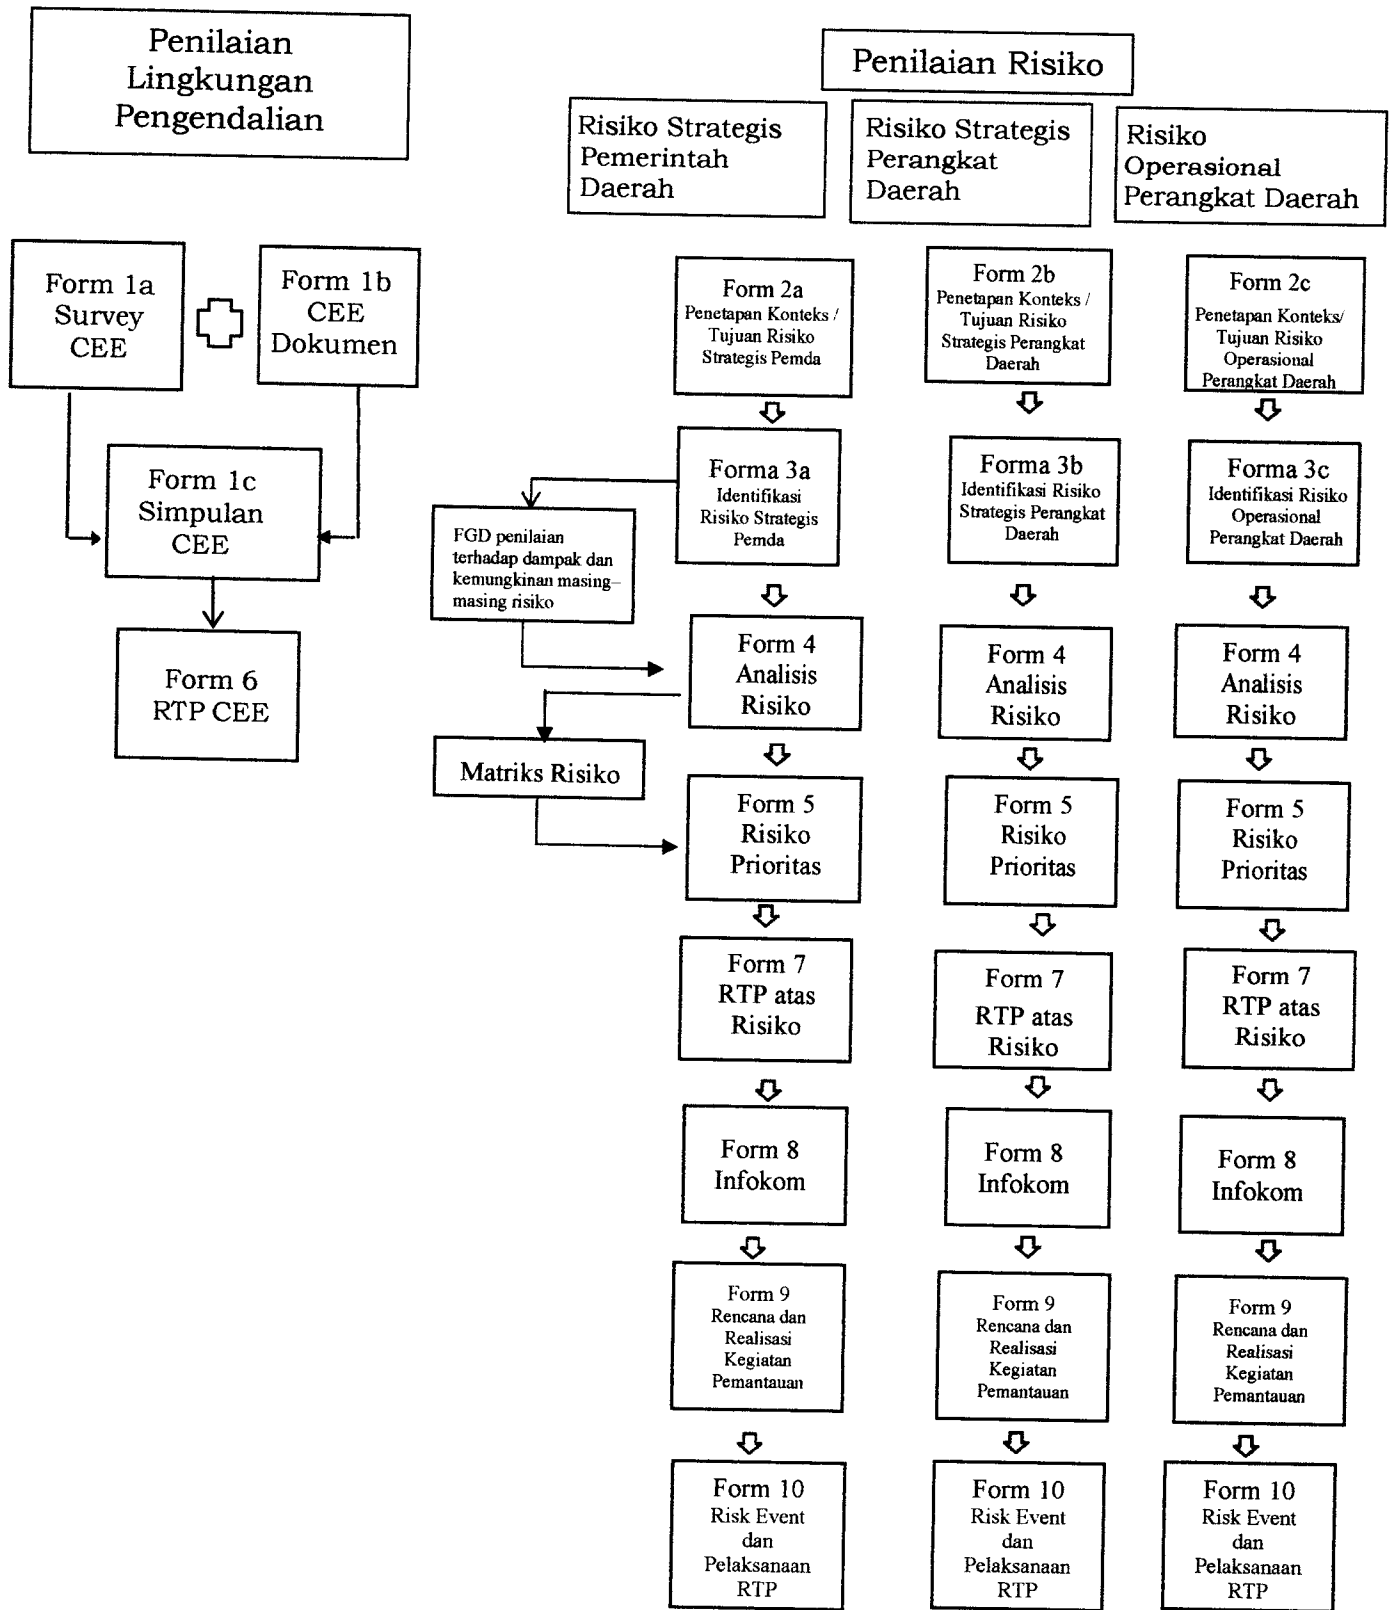 Penilaian
Lingkungan
Pengendalian
Form 1a
Survey
CEE
Form 1b
CEE
Dokumen
Form 1c
Simpulan
CEE
Form 6
RTP CEE
Penilaian Risiko
Risiko Strategis
Pemerintah
Daerah
Form 2a
Penetapan Konteks /
Tujuan Risiko
Strategis Pemda
Forma 3a
Identifikasi
Risiko Strategis
Pemda
FGD penilaian
terhadap dampak dan
kemungkinan masing–
masing risiko
Form 4
Analisis
Risiko
Matriks Risiko
Form 5
Risiko
Prioritas
Form 7
RTP atas
Risiko
Form 8
Infokom
Form 9
Rencana dan
Realisasi
Kegiatan
Pemantauan
Form 10
Risk Event
dan
Pelaksanaan
RTP
Risiko Strategis
Perangkat
Daerah
Form 2b
Penetapan Konteks /
Tujuan Risiko
Strategis Perangkat
Daerah
Forma 3b
Identifikasi Risiko
Strategis Perangkat
Daerah
Form 4
Analisis
Risiko
Form 5
Risiko
Prioritas
Form 7
RTP atas
Risiko
Form 8
Infokom
Form 9
Rencana dan
Realisasi
Kegiatan
Pemantauan
Form 10
Risk Event
dan
Pelaksanaan
RTP
Risiko
Operasional
Perangkat Daerah
Form 2c
Penetapan Konteks/
Tujuan Risiko
Operasional
Perangkat Daerah
Forma 3c
Identifikasi Risiko
Operasional
Perangkat Daerah
Form 4
Analisis
Risiko
Form 5
Risiko
Prioritas
Form 7
RTP atas
Risiko
Form 8
Infokom
Form 9
Rencana dan
Realisasi
Kegiatan
Pemantauan
Form 10
Risk Event
dan
Pelaksanaan
RTP